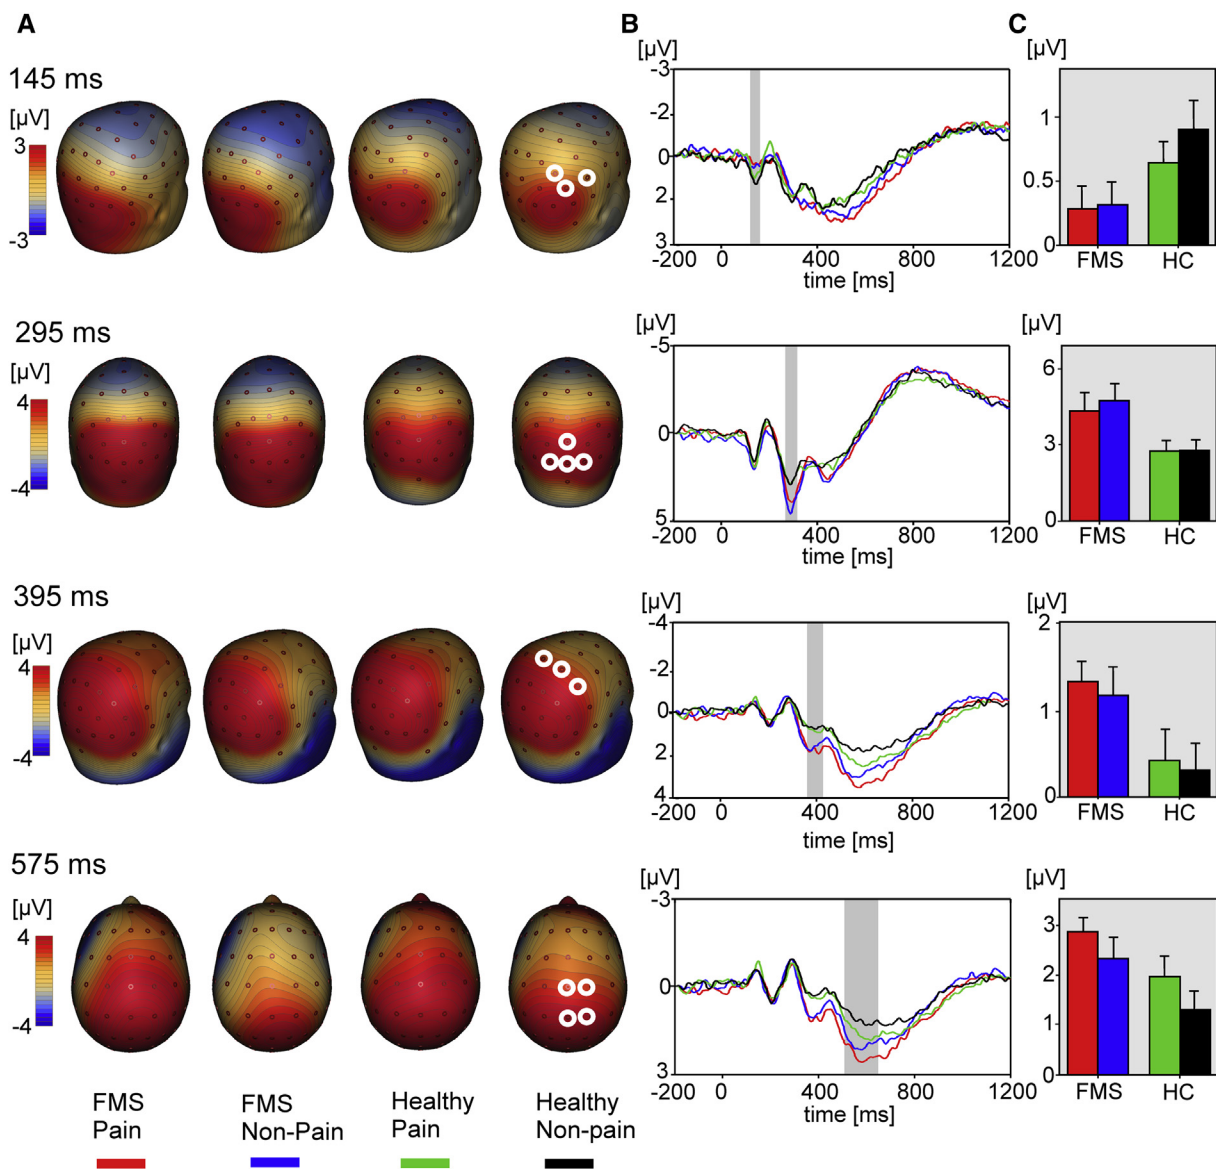 A
B
C
145 ms
[µV]
3
-3
[µV]
-3
-2
0
2
3
-200
0
400
800
1200
time [ms]
[µV]
1
0.5
0
FMS
HC
295 ms
[µV]
4
-4
[µV]
-5
0
5
-200
0
400
800
1200
time [ms]
[µV]
6
3
0
FMS
HC
395 ms
[µV]
4
-4
[µV]
-4
-2
0
2
4
-200
0
400
800
1200
time [ms]
[µV]
2
1
0
FMS
HC
575 ms
[µV]
4
-4
[µV]
-3
0
3
-200
0
400
800
1200
time [ms]
[µV]
3
2
1
0
FMS
HC
FMS
Pain
FMS
Non-Pain
Healthy
Pain
Healthy
Non-pain